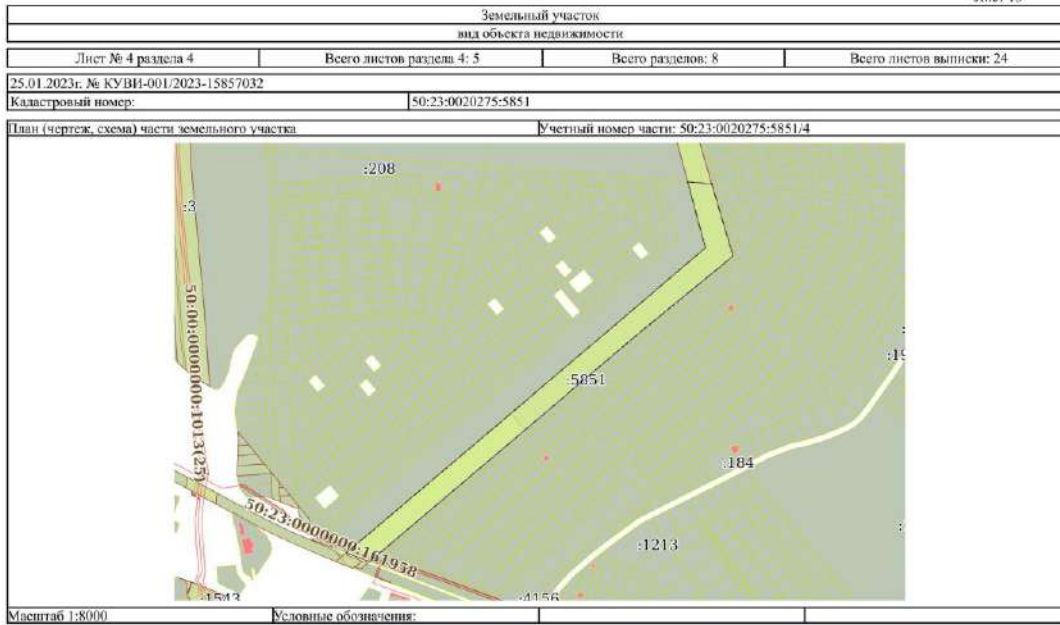 Земельный участок
вид объекта недвижимости
Лист № 4 раздела 4 Всего листов раздела 4: 5 Всего разделов: 8 Всего листов выписки: 24
25.01.2023г. № КУВИ-001/2023-15857032
Кадастровый номер: 50:23:0020275:5851
План (чертеж, схема) части земельного участка Учетный номер части: 50:23:0020275:5851/4
:208
:3
50:00:0000000:1013(25)
:5851
:19
:184
50:23:0000000:161958
:1213
:1543
:4156
Масштаб 1:8000 Условные обозначения: